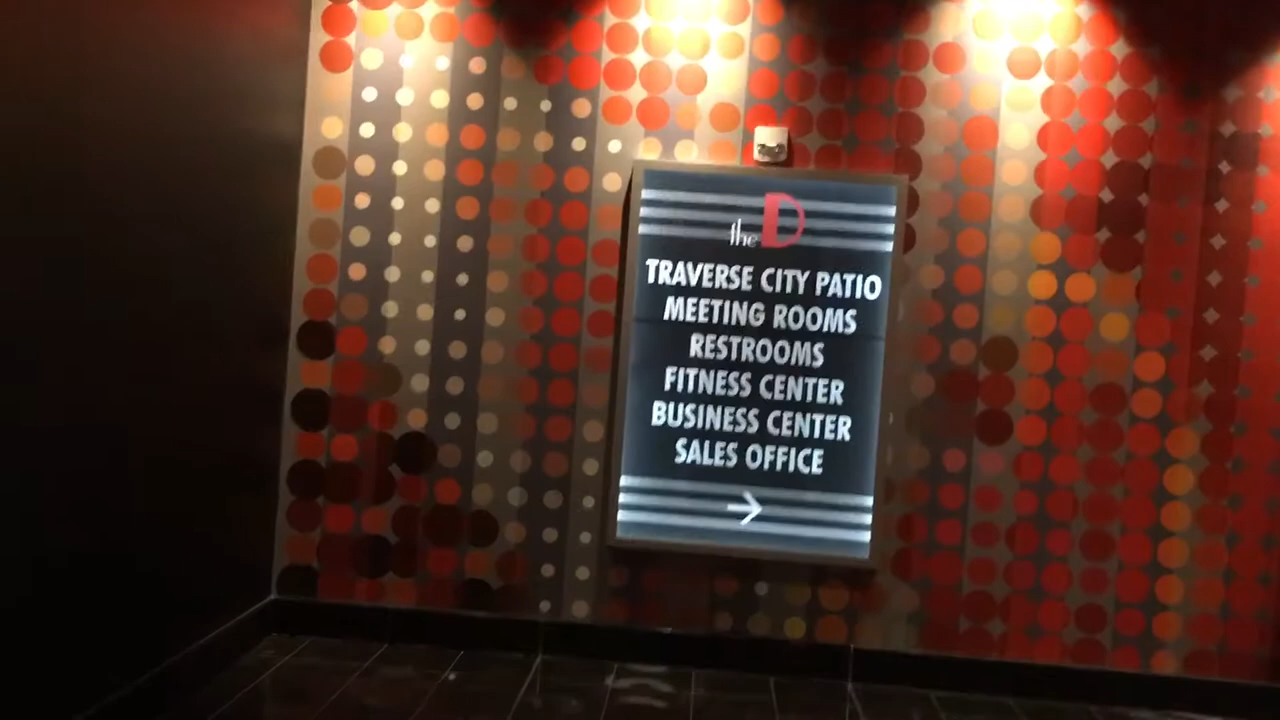 the D
TRAVERSE CITY PATIO
MEETING ROOMS
RESTROOMS
FITNESS CENTER
BUSINESS CENTER
SALES OFFICE